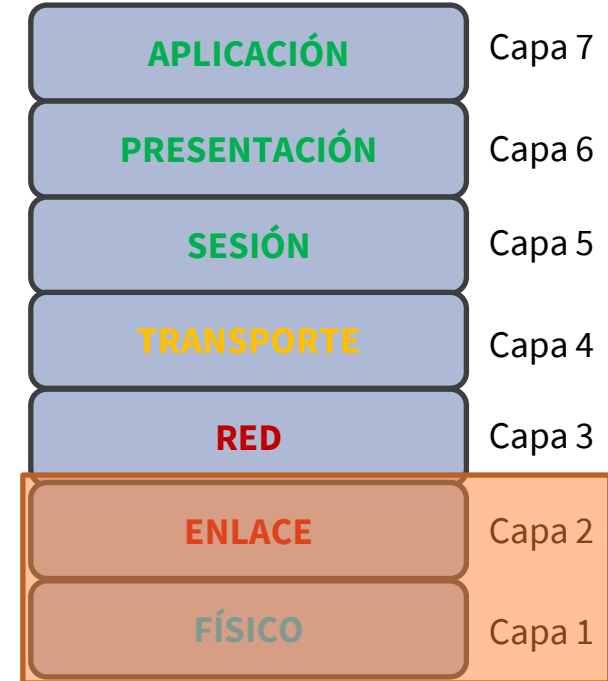 APLICACIÓN Capa 7
PRESENTACIÓN Capa 6
SESIÓN Capa 5
TRANSPORTE Capa 4
RED Capa 3
ENLACE Capa 2
FÍSICO Capa 1